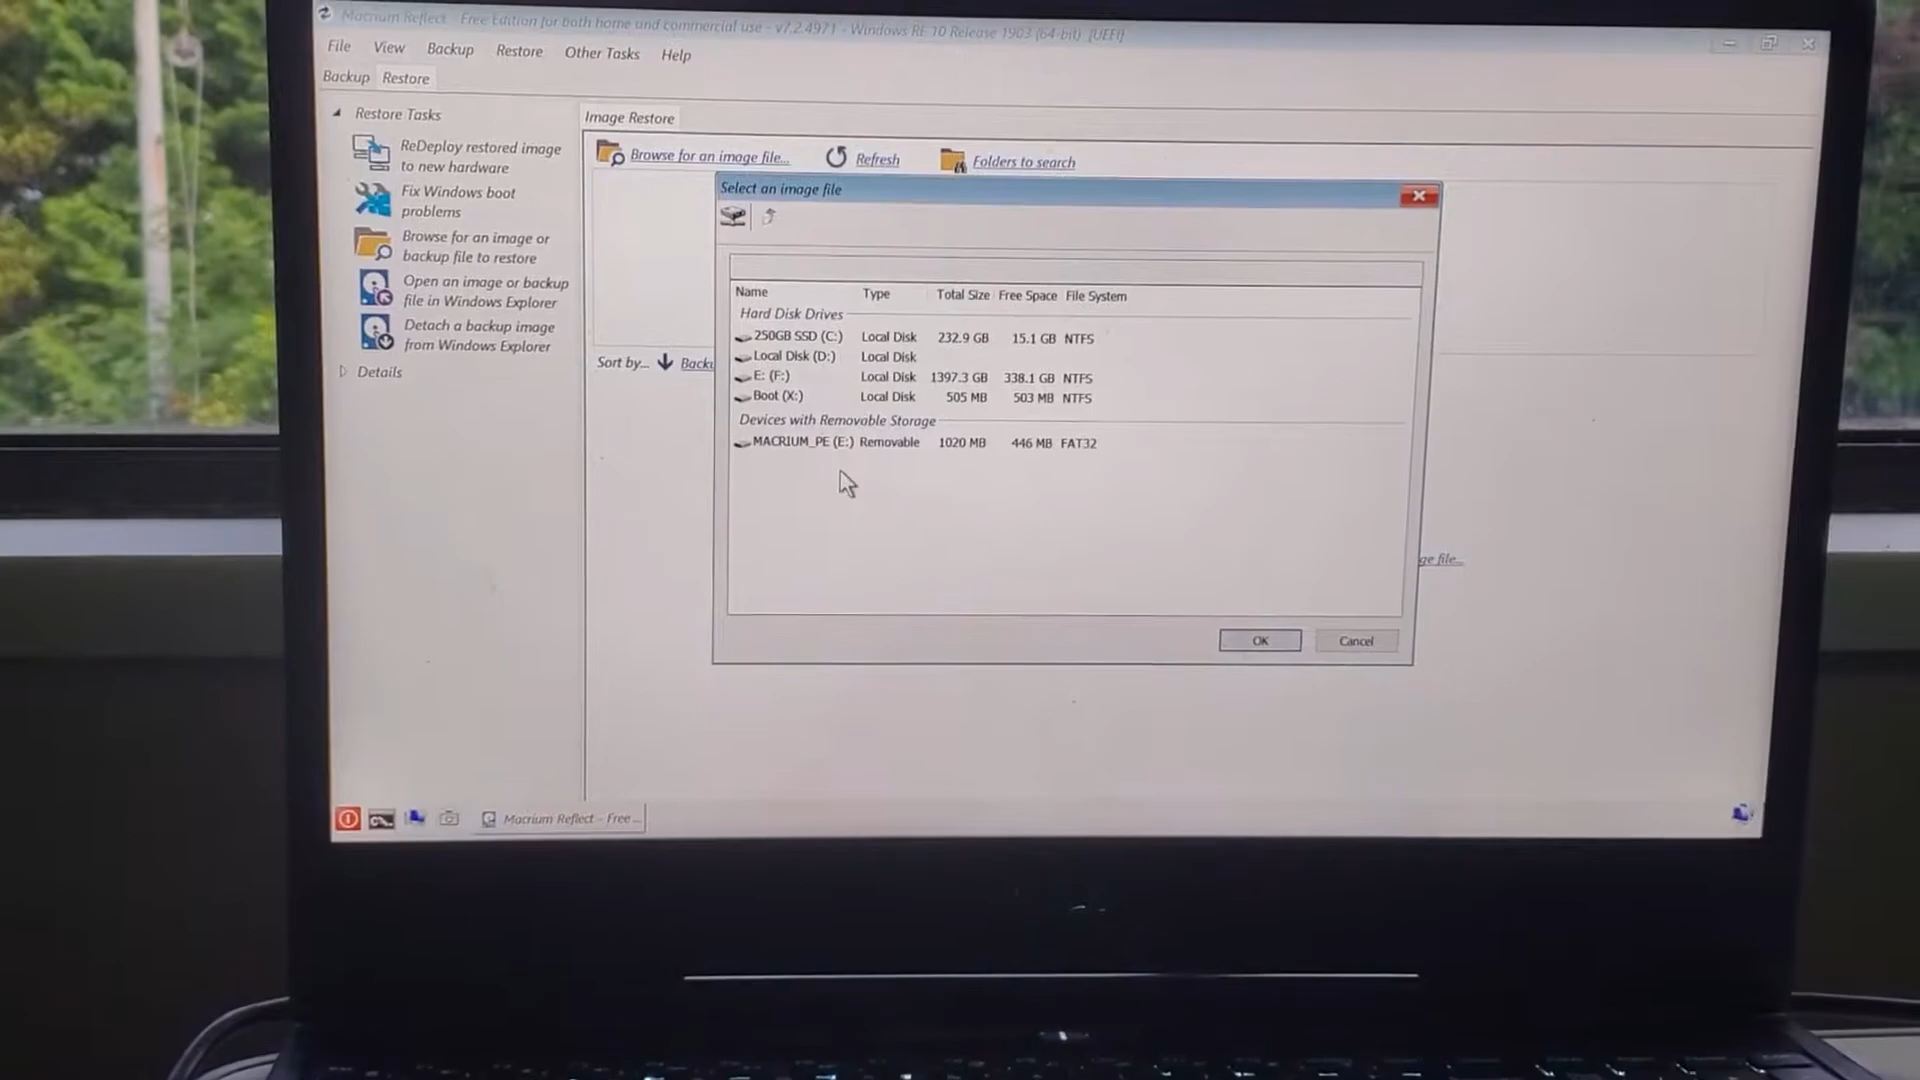 Macrium Reflect - Free Edition for both home and commercial use - v7.2.4971 - Windows RE 10 Release 1903 (64-bit) [UEFI]
File View Backup Restore Other Tasks Help
Backup Restore
Restore Tasks
ReDeploy restored image
to new hardware
Fix Windows boot
problems
Browse for an image or
backup file to restore
Open an image or backup
file in Windows Explorer
Detach a backup image
from Windows Explorer
Details
Image Restore
Browse for an image file...
Refresh
Folders to search
Sort by...
Select an image file
Name Type Total Size Free Space File System
Hard Disk Drives
250GB SSD (C:) Local Disk 232.9 GB 15.1 GB NTFS
Local Disk (D:) Local Disk
E: (F:) Local Disk 1397.3 GB 338.1 GB NTFS
Boot (X:) Local Disk 505 MB 503 MB NTFS
Devices with Removable Storage
MACRIUM_PE (E:) Removable 1020 MB 446 MB FAT32
ge file...
OK Cancel
Macrium Reflect - Free ...